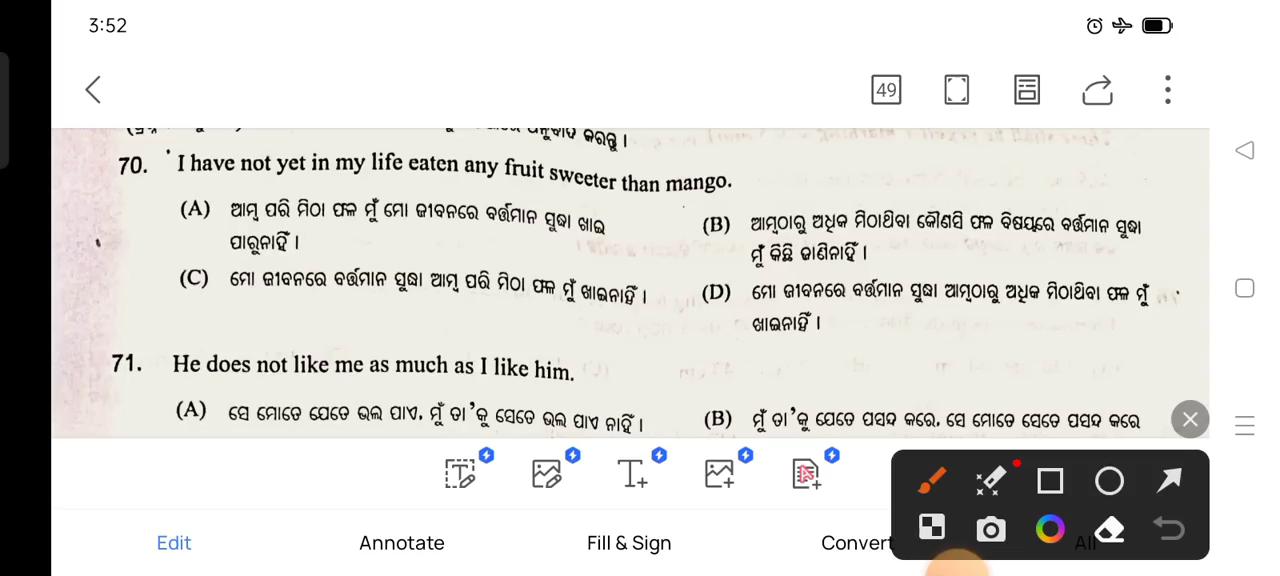 3:52
49
ଅନୁବାଦ କରନ୍ତୁ ।
70. I have not yet in my life eaten any fruit sweeter than mango.
(A) ଆମ୍ବ ପରି ମିଠା ଫଳ ମୁଁ ମୋ ଜୀବନରେ ବର୍ତ୍ତମାନ ସୁଦ୍ଧା ଖାଇ
ପାରୁନାହିଁ ।
(B) ଆମ୍ବଠାରୁ ଅଧିକ ମିଠାଥିବା କୌଣସି ଫଳ ବିଷୟରେ ବର୍ତ୍ତମାନ ସୁଦ୍ଧା
ମୁଁ କିଛି ଜାଣିନାହିଁ ।
(C) ମୋ ଜୀବନରେ ବର୍ତ୍ତମାନ ସୁଦ୍ଧା ଆମ୍ବ ପରି ମିଠା ଫଳ ମୁଁ ଖାଇନାହିଁ ।
(D) ମୋ ଜୀବନରେ ବର୍ତ୍ତମାନ ସୁଦ୍ଧା ଆମ୍ବଠାରୁ ଅଧିକ ମିଠାଥିବା ଫଳ ମୁଁ
ଖାଇନାହିଁ ।
71. He does not like me as much as I like him.
(A) ସେ ମୋତେ ଯେତେ ଭଲ ପାଏ, ମୁଁ ତା'କୁ ସେତେ ଭଲ ପାଏ ନାହିଁ ।
(B) ମୁଁ ତା'କୁ ଯେତେ ପସନ୍ଦ କରେ, ସେ ମୋତେ ସେତେ ପସନ୍ଦ କରେ
Edit
Annotate
Fill & Sign
Convert
All